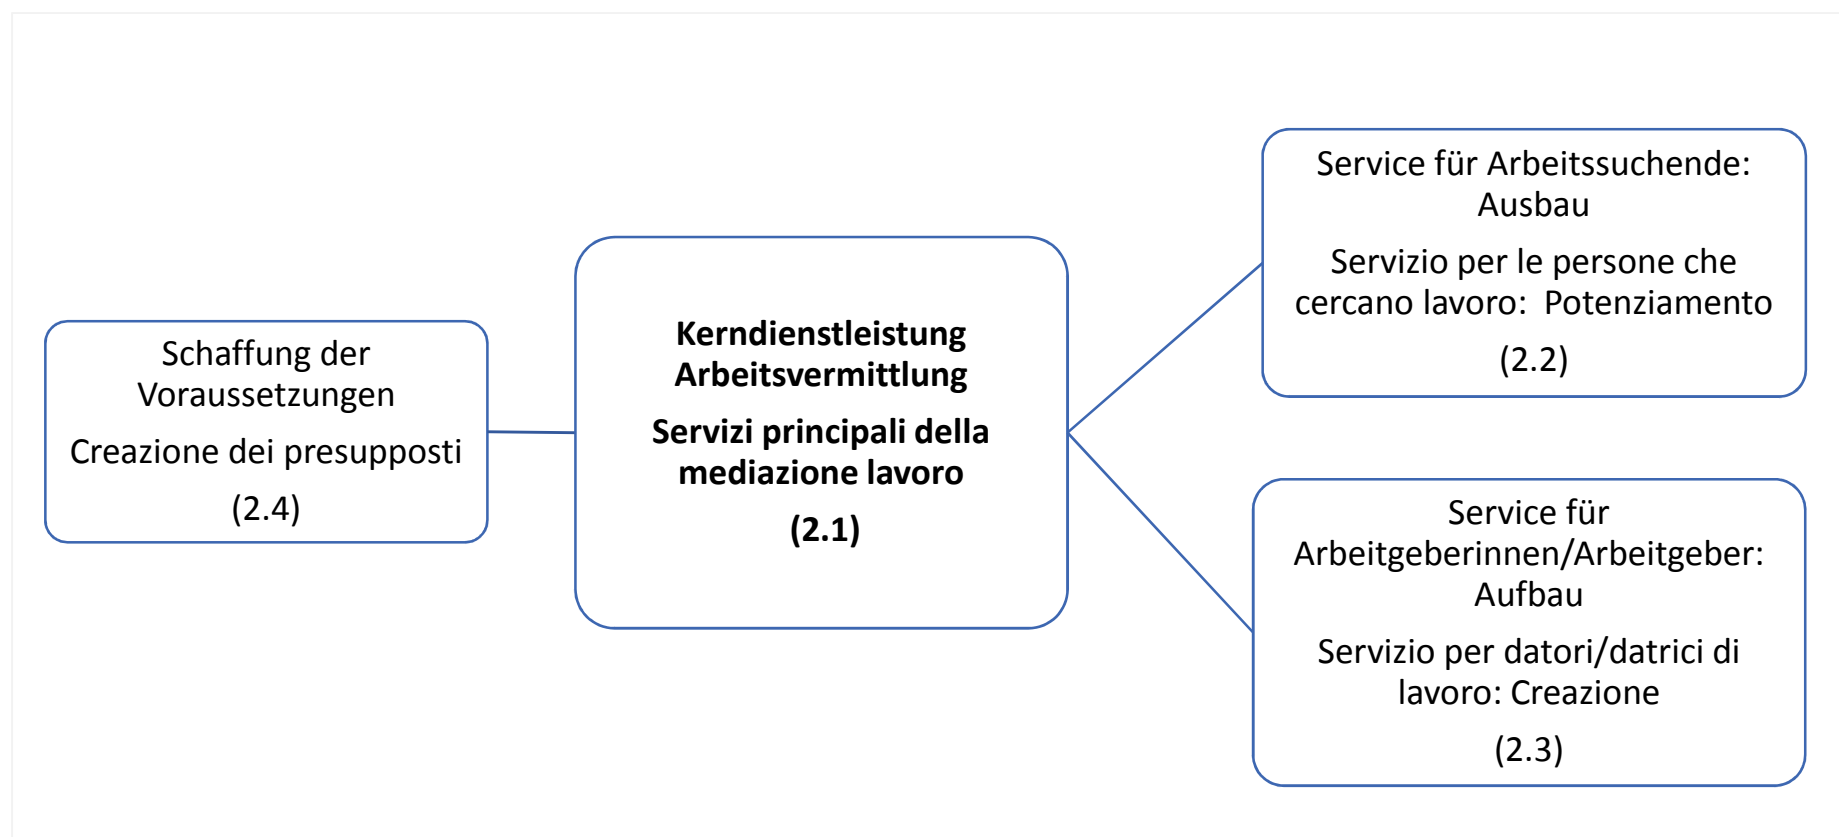 Schaffung der
Voraussetzungen
Creazione dei presupposti
(2.4)
Kerndienstleistung
Arbeitsvermittlung
Servizi principali della
mediazione lavoro
(2.1)
Service für Arbeitssuchende:
Ausbau
Servizio per le persone che
cercano lavoro:  Potenziamento
(2.2)
Service für
Arbeitgeberinnen/Arbeitgeber:
Aufbau
Servizio per datori/datrici di
lavoro: Creazione
(2.3)